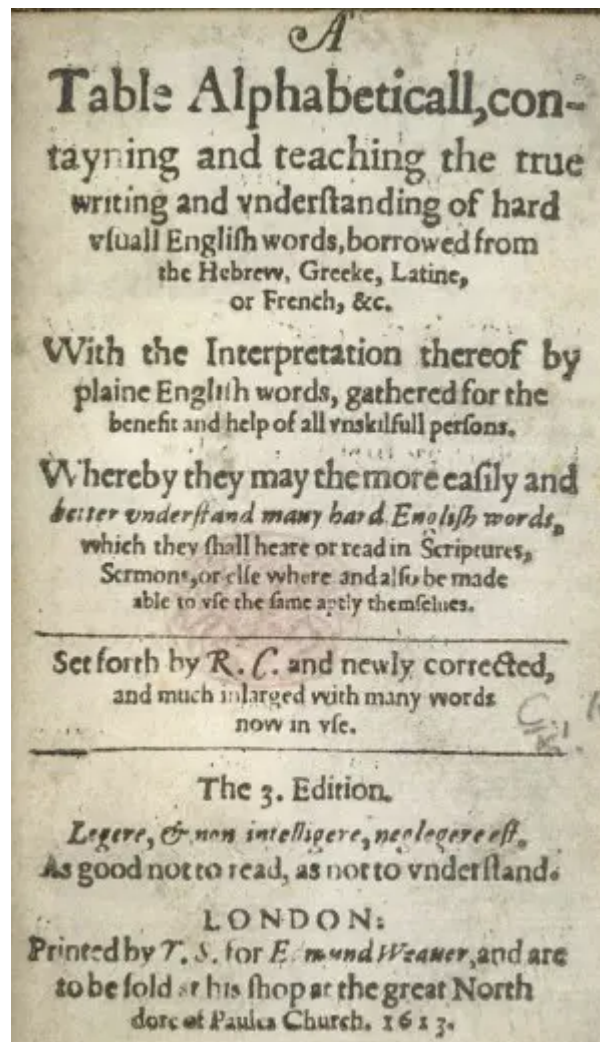 A
Table Alphabeticall, con-
tayning and teaching the true
writing and vnderſtanding of hard
vſuall Engliſh words, borrowed from
the Hebrew, Greeke, Latine,
or French, &c.
With the Interpretation thereof by
plaine Engliſh words, gathered for the
benefit and help of all vnskilfull perſons.
Whereby they may the more eaſily and
better vnderſtand many hard Engliſh words,
which they ſhall heare or read in Scriptures,
Sermons, or elſe where and alſo be made
able to vſe the ſame aptly themſelues.
Set forth by R. C. and newly corrected,
and much inlarged with many words
now in vſe.
The 3. Edition.
Legere, & non intelligere, neglegere eſt.
As good not to read, as not to vnderſtand.
LONDON:
Printed by T. S. for Edmund Weauer, and are
to be ſold at his ſhop at the great North
dore of Paules Church. 1613.